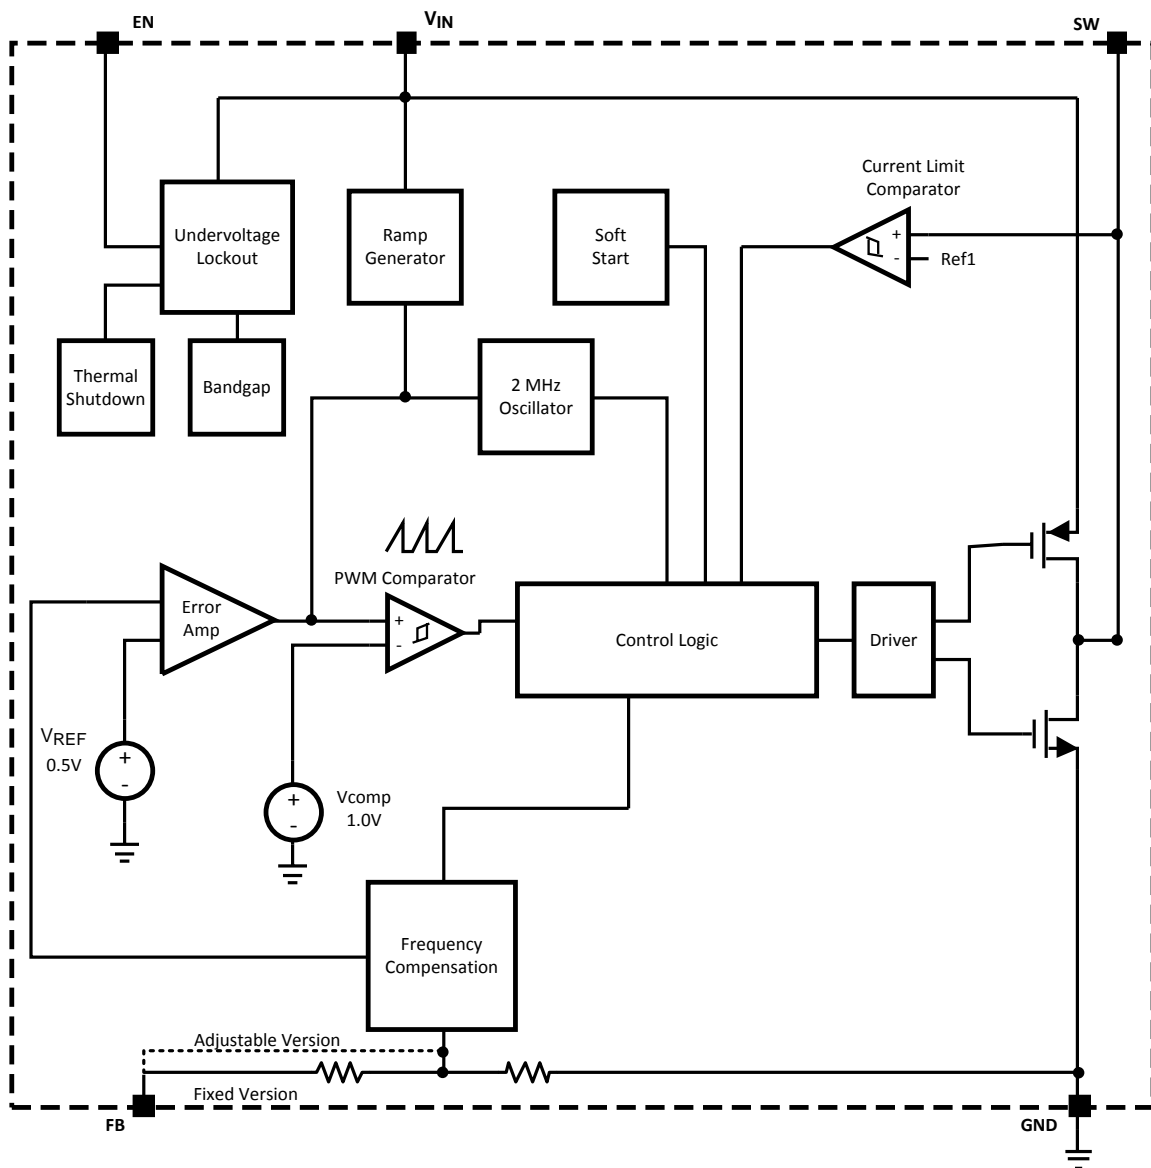 EN
VIN
SW
Current Limit
Comparator
Undervoltage
Lockout
Ramp
Generator
Soft
Start
+
-
Ref1
Thermal
Shutdown
Bandgap
2 MHz
Oscillator
PWM Comparator
Error
Amp
+
-
Control Logic
Driver
VREF
0.5V
+
-
Vcomp
1.0V
+
-
Frequency
Compensation
Adjustable Version
Fixed Version
FB
GND